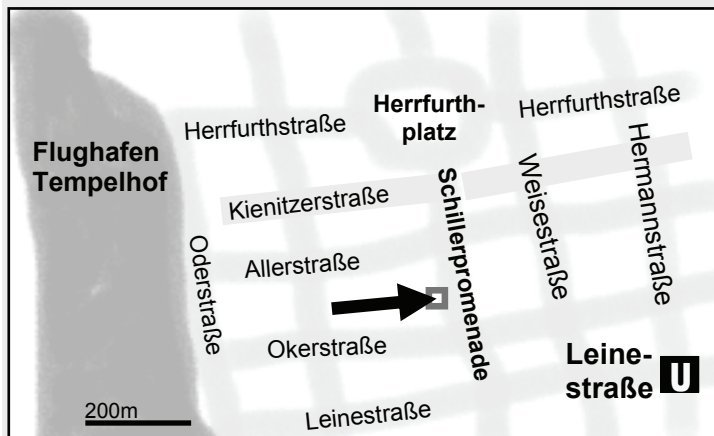 Herrfurth-
platz
Herrfurthstraße
Herrfurthstraße
Flughafen
Tempelhof
Kienitzerstraße
Schillerpromenade
Weisestraße
Hermannstraße
Oderstraße
Allerstraße
Okerstraße
Leine-
straße U
200m
Leinestraße